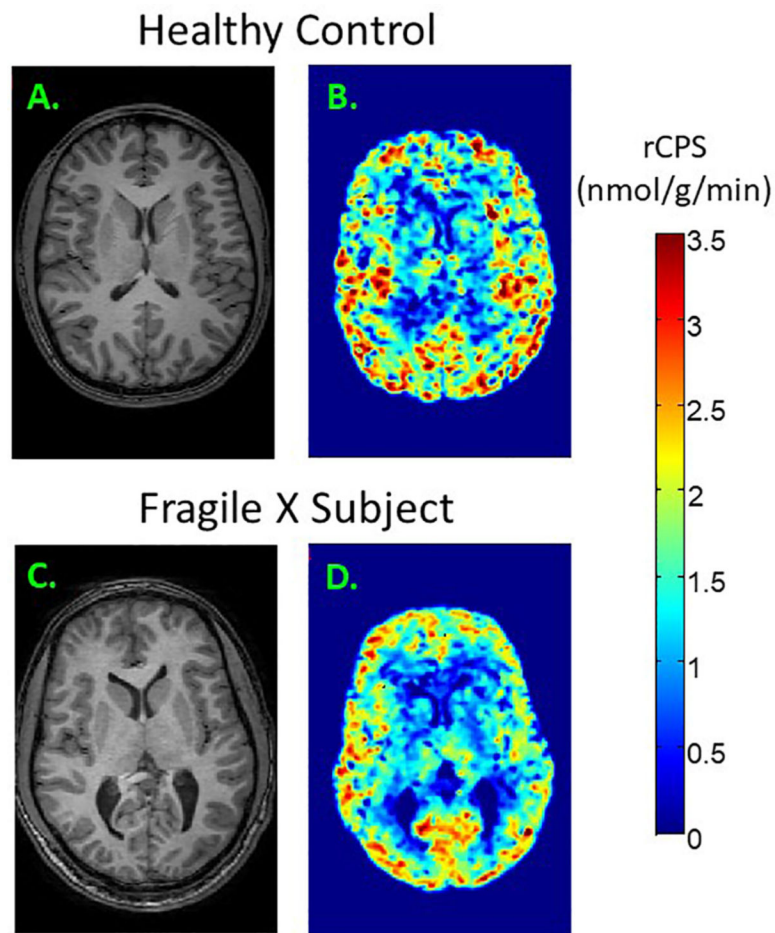 Healthy Control
A.
B.
rCPS
(nmol/g/min)
3.5
3
2.5
2
1.5
1
0.5
0
Fragile X Subject
C.
D.